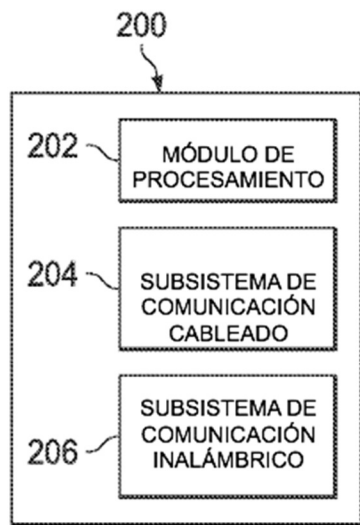 200
202
MÓDULO DE
PROCESAMIENTO
204
SUBSISTEMA DE
COMUNICACIÓN
CABLEADO
206
SUBSISTEMA DE
COMUNICACIÓN
INALÁMBRICO